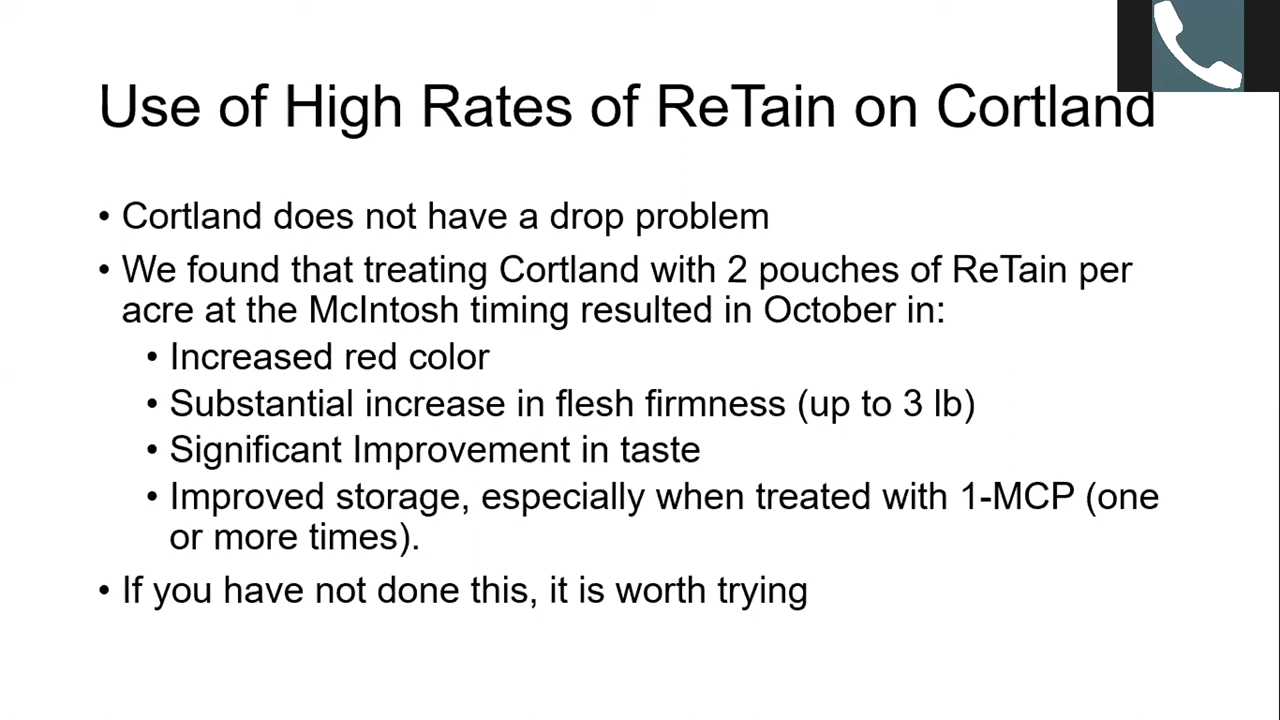 Use of High Rates of ReTain on Cortland
• Cortland does not have a drop problem
• We found that treating Cortland with 2 pouches of ReTain per
acre at the McIntosh timing resulted in October in:
• Increased red color
• Substantial increase in flesh firmness (up to 3 lb)
• Significant Improvement in taste
• Improved storage, especially when treated with 1-MCP (one
or more times).
• If you have not done this, it is worth trying